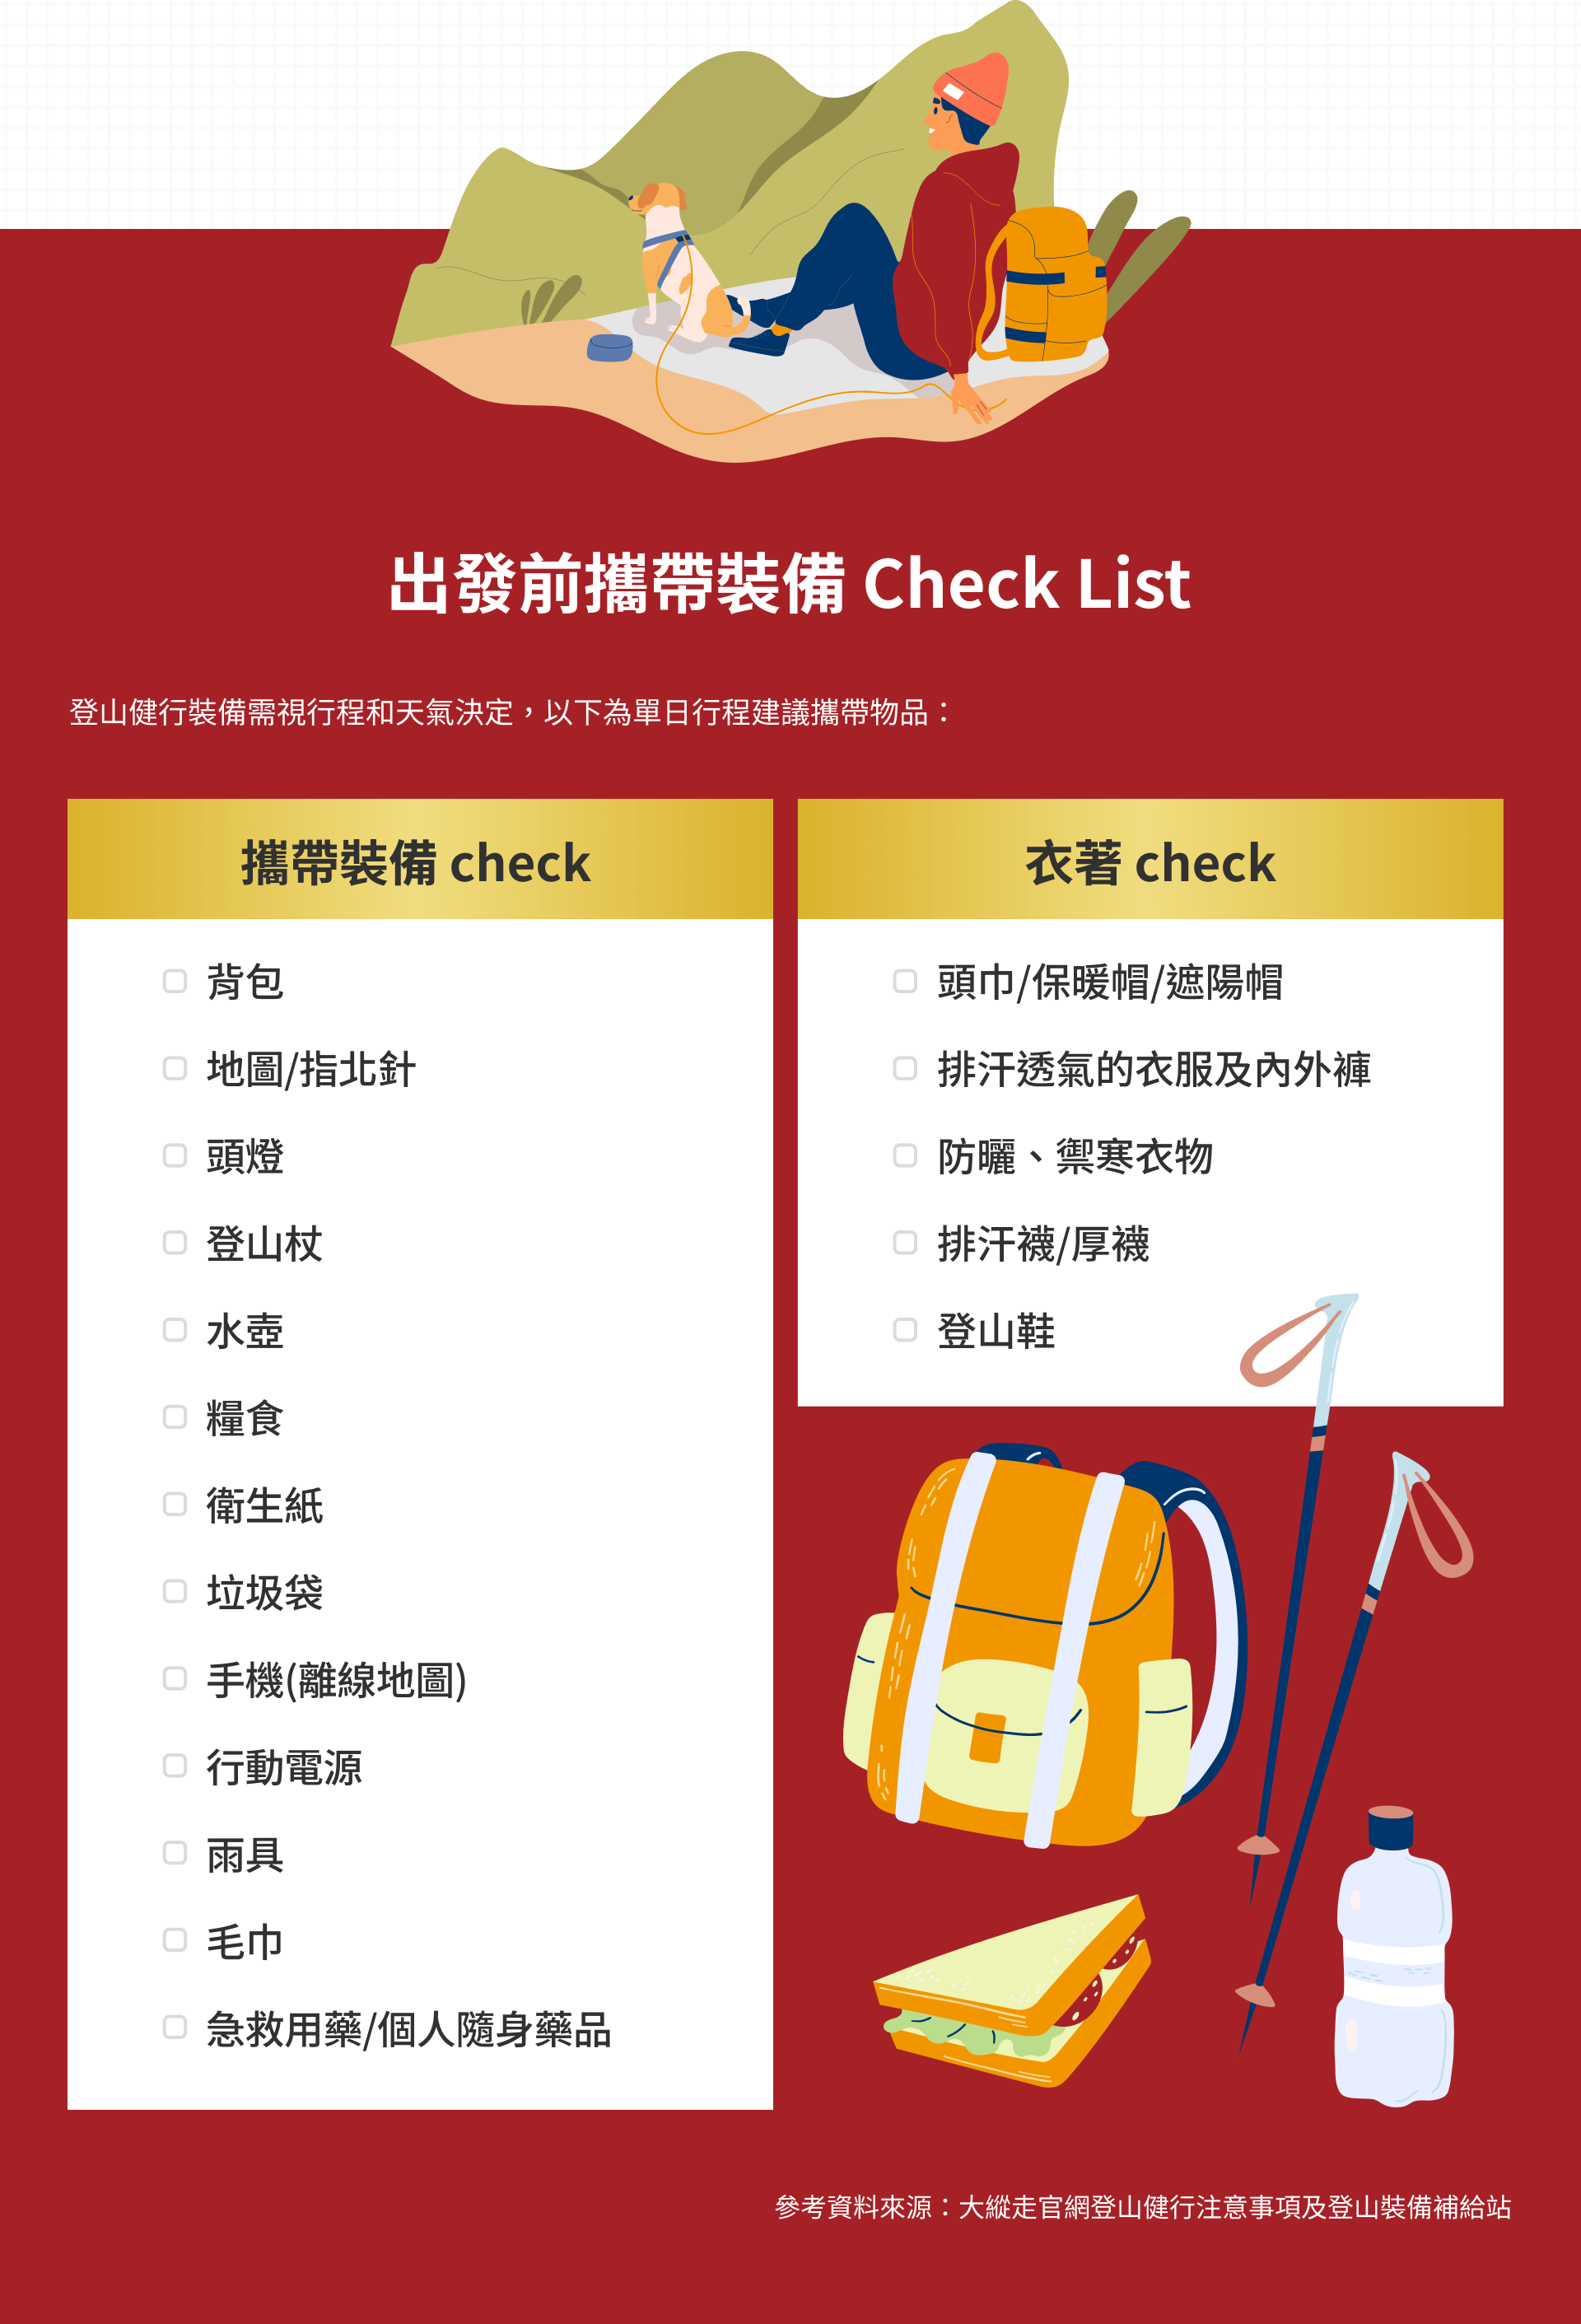 出發前攜帶裝備 Check List
登山健行裝備需視行程和天氣決定，以下為單日行程建議攜帶物品：
攜帶裝備 check
背包
地圖/指北針
頭燈
登山杖
水壺
糧食
衛生紙
垃圾袋
手機(離線地圖)
行動電源
雨具
毛巾
急救用藥/個人隨身藥品
衣著 check
頭巾/保暖帽/遮陽帽
排汗透氣的衣服及內外褲
防曬、禦寒衣物
排汗襪/厚襪
登山鞋
參考資料來源：大縱走官網登山健行注意事項及登山裝備補給站